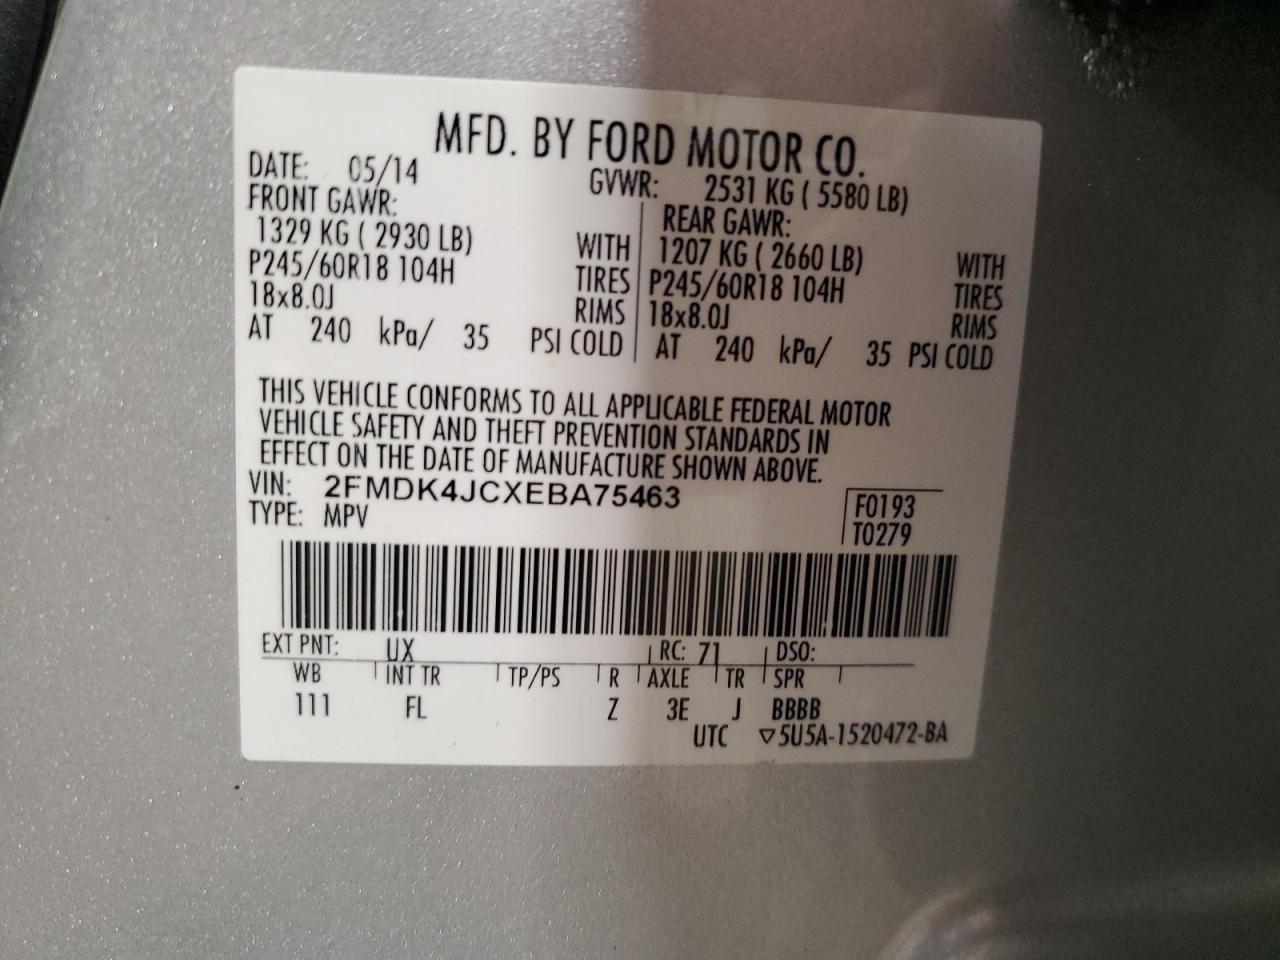 MFD. BY FORD MOTOR CO.
DATE: 05/14 GVWR: 2531 KG ( 5580 LB)
FRONT GAWR: REAR GAWR:
1329 KG ( 2930 LB) WITH 1207 KG ( 2660 LB) WITH
P245/60R18 104H TIRES P245/60R18 104H TIRES
18x8.0J RIMS 18x8.0J RIMS
AT 240 kPa/ 35 PSI COLD AT 240 kPa/ 35 PSI COLD
THIS VEHICLE CONFORMS TO ALL APPLICABLE FEDERAL MOTOR
VEHICLE SAFETY AND THEFT PREVENTION STANDARDS IN
EFFECT ON THE DATE OF MANUFACTURE SHOWN ABOVE.
VIN: 2FMDK4JCXEBA75463 F0193
TYPE: MPV T0279
EXT PNT: UX RC: 71 DSO:
WB INT TR TP/PS R AXLE TR SPR
111 FL Z 3E J BBBB
UTC ▽5U5A-1520472-BA